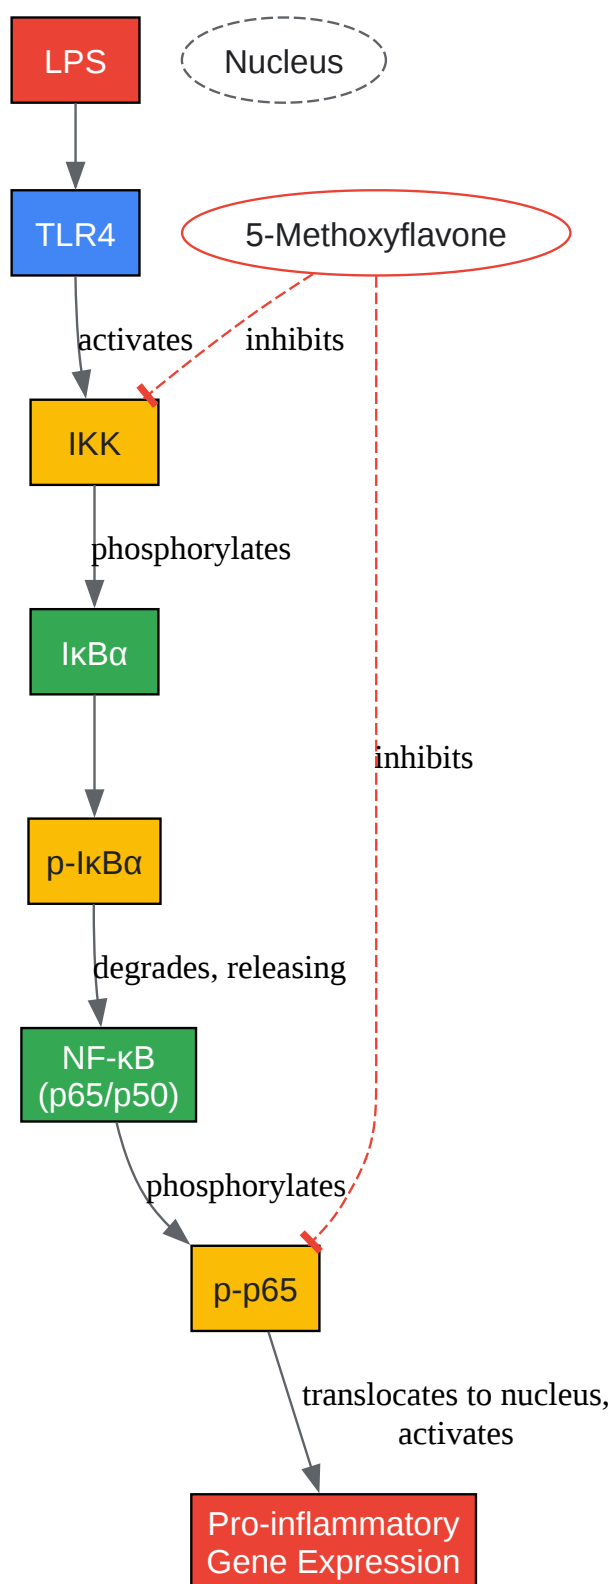 LPS
Nucleus
TLR4
5-Methoxyflavone
activates
inhibits
IKK
phosphorylates
IκBα
inhibits
p-IκBα
degrades, releasing
NF-κB
(p65/p50)
phosphorylates
p-p65
translocates to nucleus,
activates
Pro-inflammatory
Gene Expression